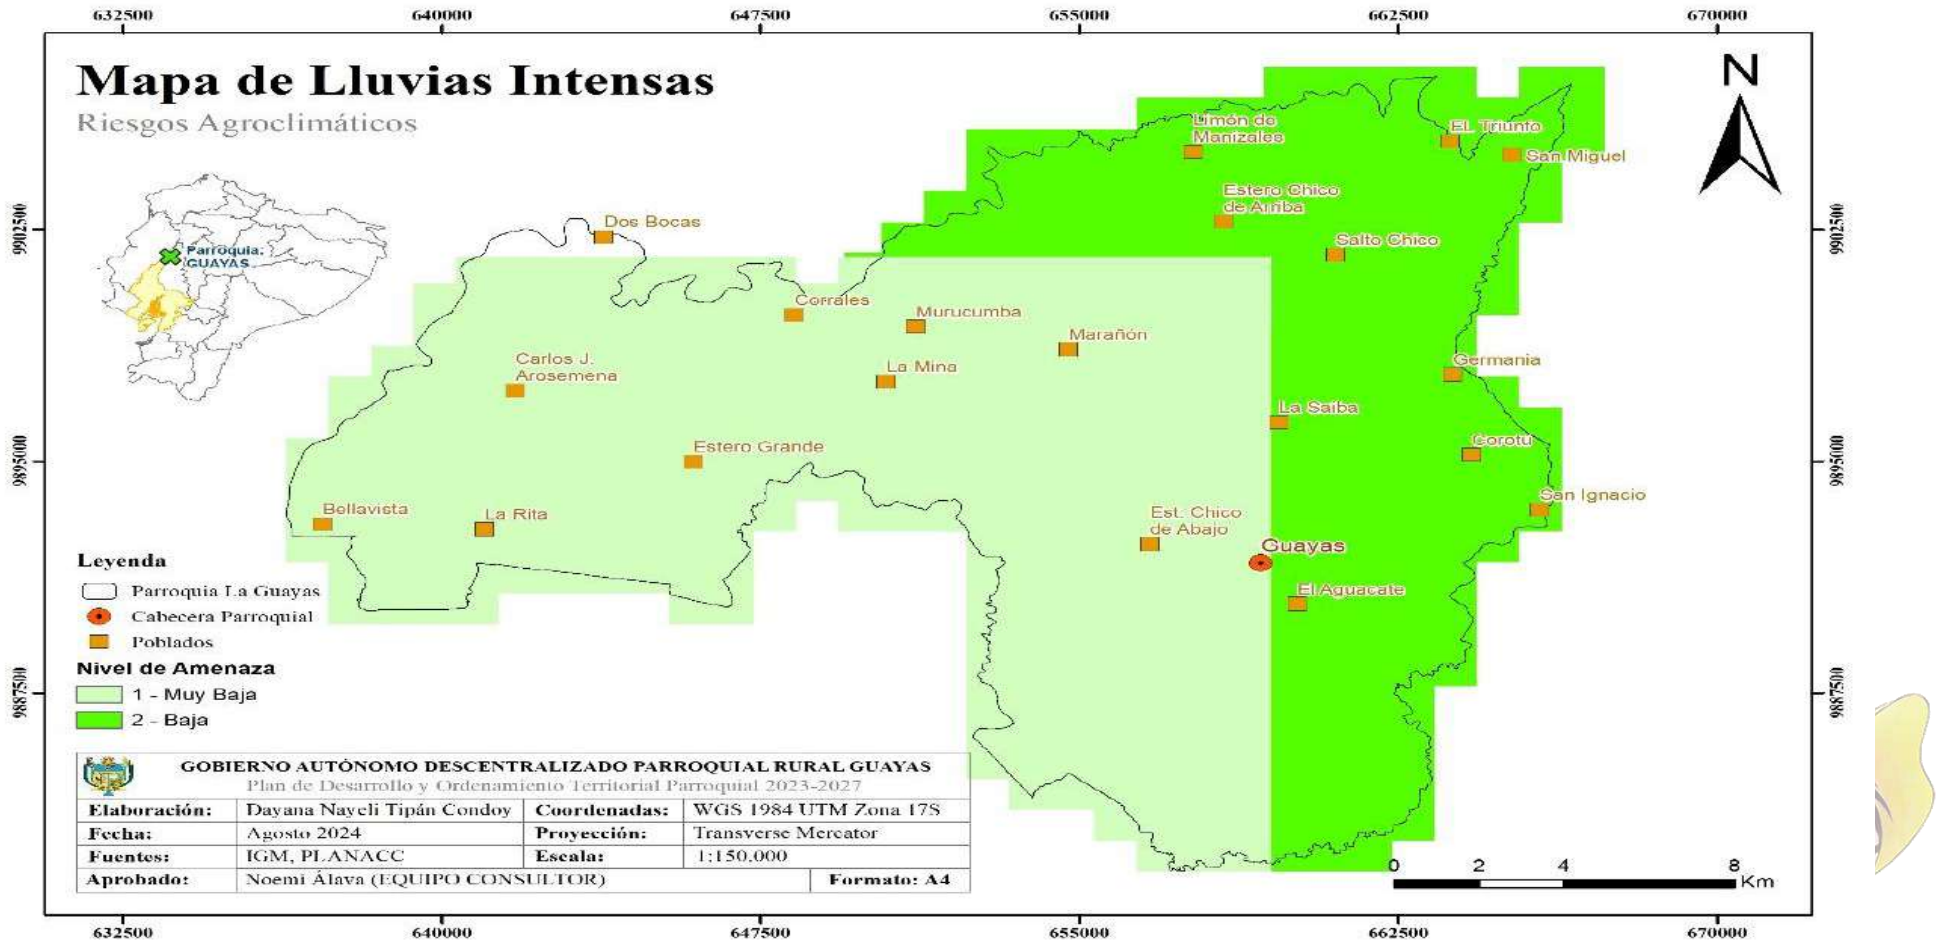 632500 640000 647500 655000 662500 670000
Mapa de Lluvias Intensas
Riesgos Agroclimáticos
N
Parroquia:
GUAYAS
Limón de
Manizales
EL Triunto
San Miguel
Estero Chico
de Arriba
Salto Chico
Dos Bocas
Corrales
Murucumba
Marañón
La Mina
Carlos J.
Arosemena
Germania
La Saiba
Corotú
Estero Grande
San Ignacio
Bellavista
La Rita
Est. Chico
de Abajo
Guayas
El Aguacate
9902500
9895000
9887500
9902500
9895000
9887500
Leyenda
Parroquia La Guayas
Cabecera Parroquial
Poblados
Nivel de Amenaza
1 - Muy Baja
2 - Baja
GOBIERNO AUTÓNOMO DESCENTRALIZADO PARROQUIAL RURAL GUAYAS
Plan de Desarrollo y Ordenamiento Territorial Parroquial 2023-2027
Elaboración: Dayana Nayeli Tipán Condoy Coordenadas: WGS 1984 UTM Zona 17S
Fecha: Agosto 2024 Proyección: Transverse Mercator
Fuentes: IGM, PLANACC Escala: 1:150.000
Aprobado: Noemi Álava (EQUIPO CONSULTOR) Formato: A4
0 2 4 8
Km
632500 640000 647500 655000 662500 670000